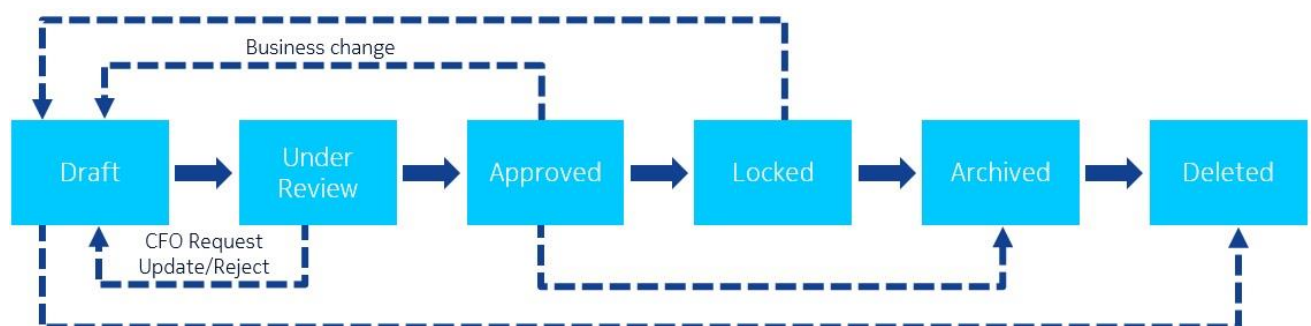 Business change
Draft
Under
Review
Approved
Locked
Archived
Deleted
CFO Request
Update/Reject